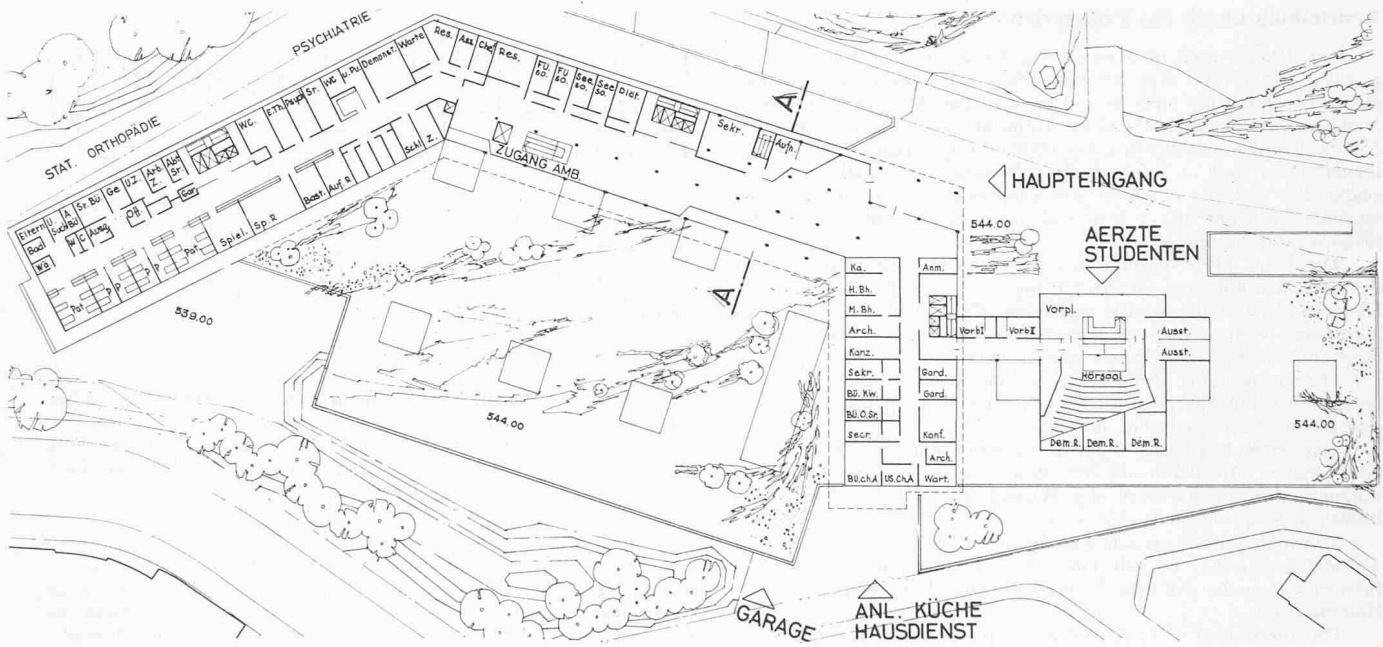 PSYCHIATRIE
STAT. ORTHOPÄDIE
Res. Ass. Chef Res. FÜ. so. FÜ so. See so. See so. Diät. Sekr. Aufn.
Eltern U. Such A Bü Sr. Bü. Ge U.Z. Arb Z. Abt Sr. WC. E.Th. Psych Sr. WC u. Pu. Demonstr. Warte
Bad W C Ausg. Off. Gar.
Wä
Pat. P P Pat Spiel. Sp. R. Bast. Auf. R. Schl. Z.
ZUGANG AMB.
A
A
HAUPTEINGANG
544.00
AERZTE
STUDENTEN
539.00
544.00
544.00
Ka. Anm.
H. Bh.
M. Bh.
Arch.
Kanz.
Sekr. Gard.
Bü. KW. Gard.
BÜ. O. Sr.
Secr. Konf.
Arch.
BÜ.ch.A US.Ch.A Wart.
Vorb I Vorb II Vorpl. Ausst.
Ausst.
Hörsaal
Dem. R. Dem. R. Dem. R.
GARAGE
ANL. KÜCHE
HAUSDIENST